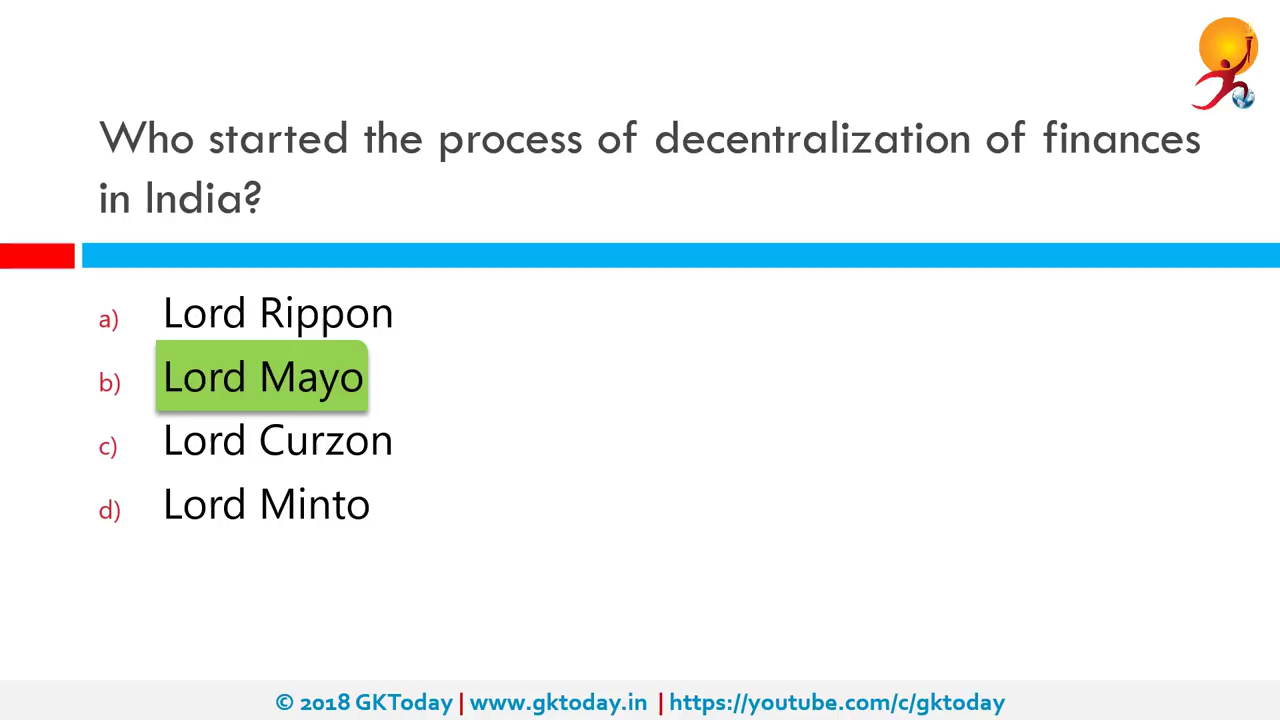 Who started the process of decentralization of finances
in India?
a) Lord Rippon
b) Lord Mayo
c) Lord Curzon
d) Lord Minto
© 2018 GKToday | www.gktoday.in | https://youtube.com/c/gktoday